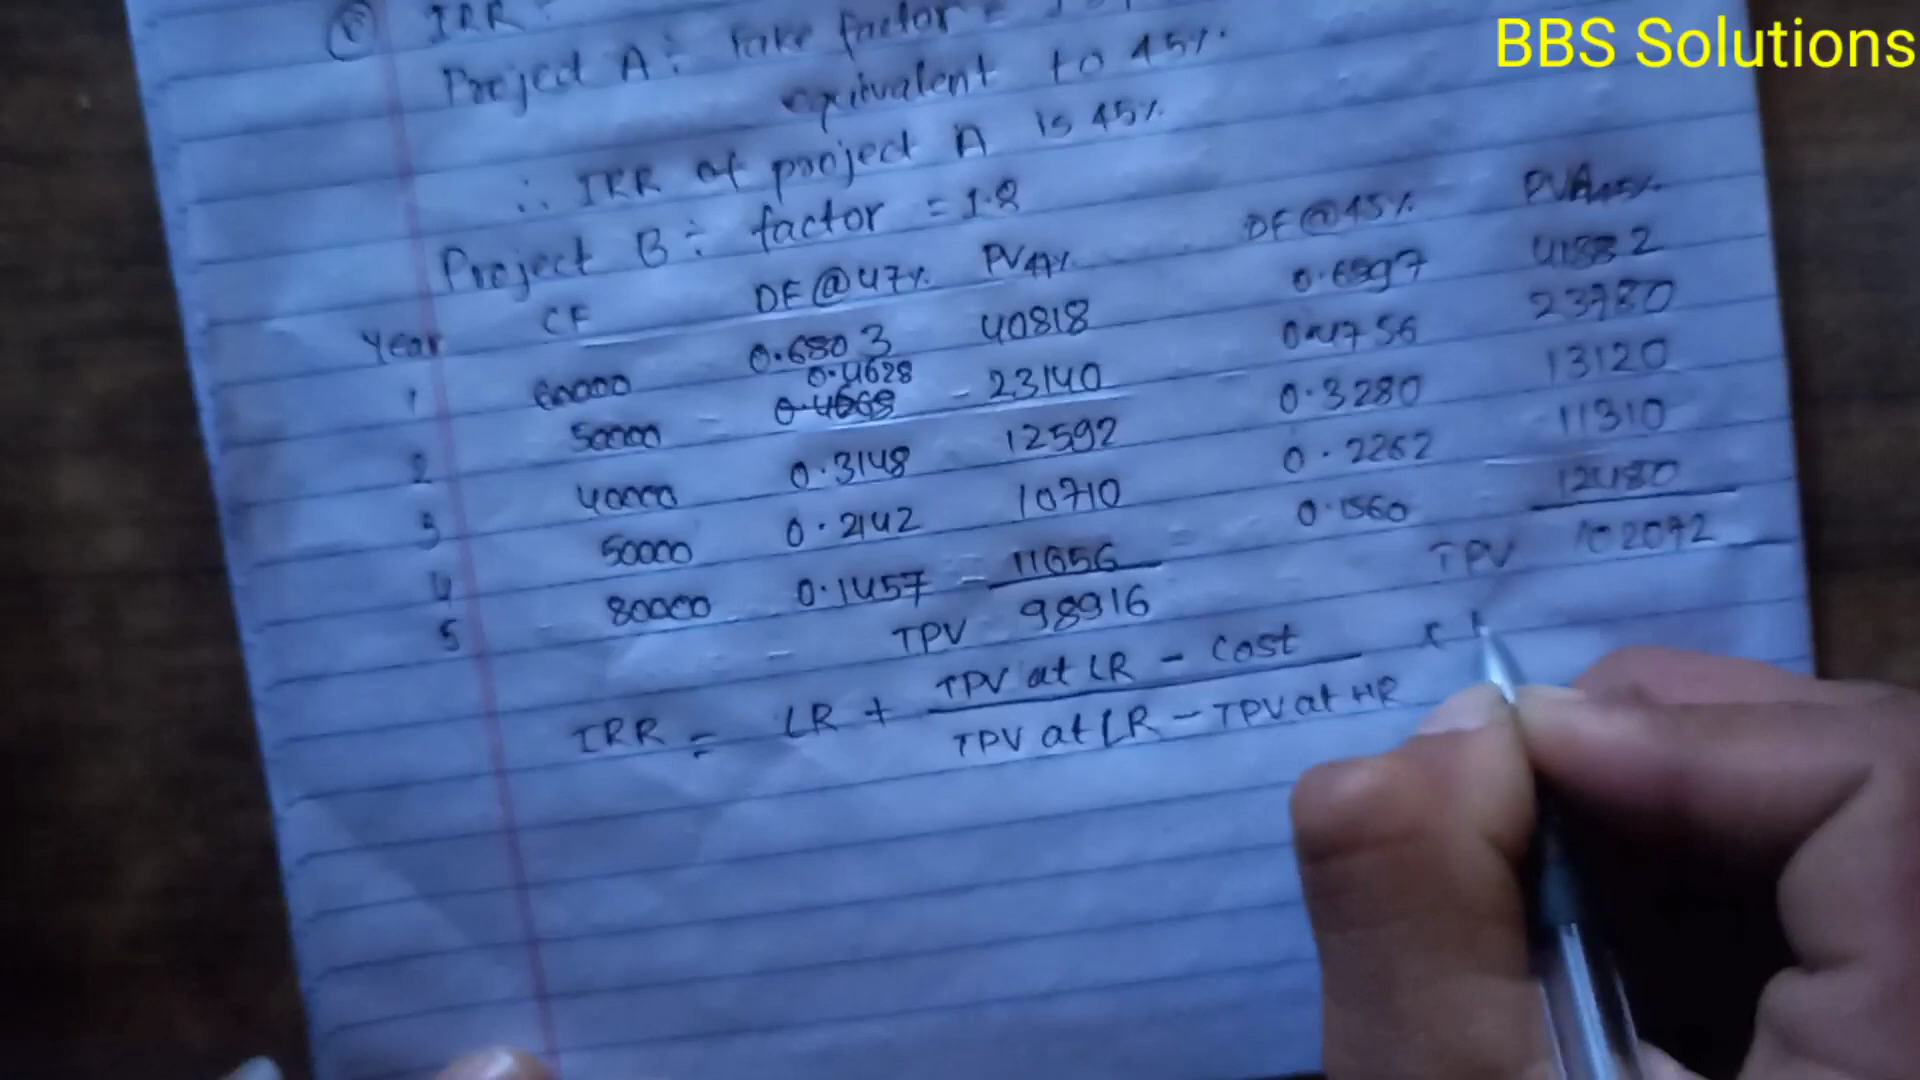 BBS Solutions
IRR:
Project A: Fake factor =
equivalent to 45%.
∴ IRR of project A is 45%
Project B: factor = 1.8
Year CF DF@47% PV47% DF@45% PV45%
1 60000 0.6803 40818 0.6897 41382
2 50000 0.4628 23140 0.4756 23780
3 40000 0.3148 12592 0.3280 13120
4 50000 0.2142 10710 0.2262 11310
5 80000 0.1457 11656 0.1560 12480
TPV 98916 TPV 102072
IRR = LR + TPV at LR - Cost
TPV at LR - TPV at HR